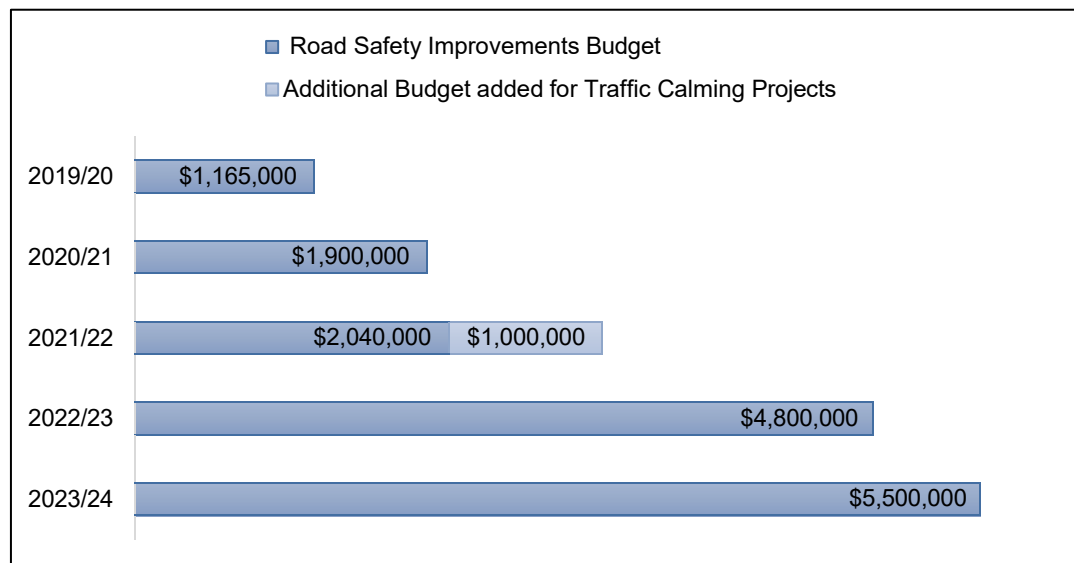 Road Safety Improvements Budget
Additional Budget added for Traffic Calming Projects
2019/20 $1,165,000
2020/21 $1,900,000
2021/22 $2,040,000 $1,000,000
2022/23 $4,800,000
2023/24 $5,500,000